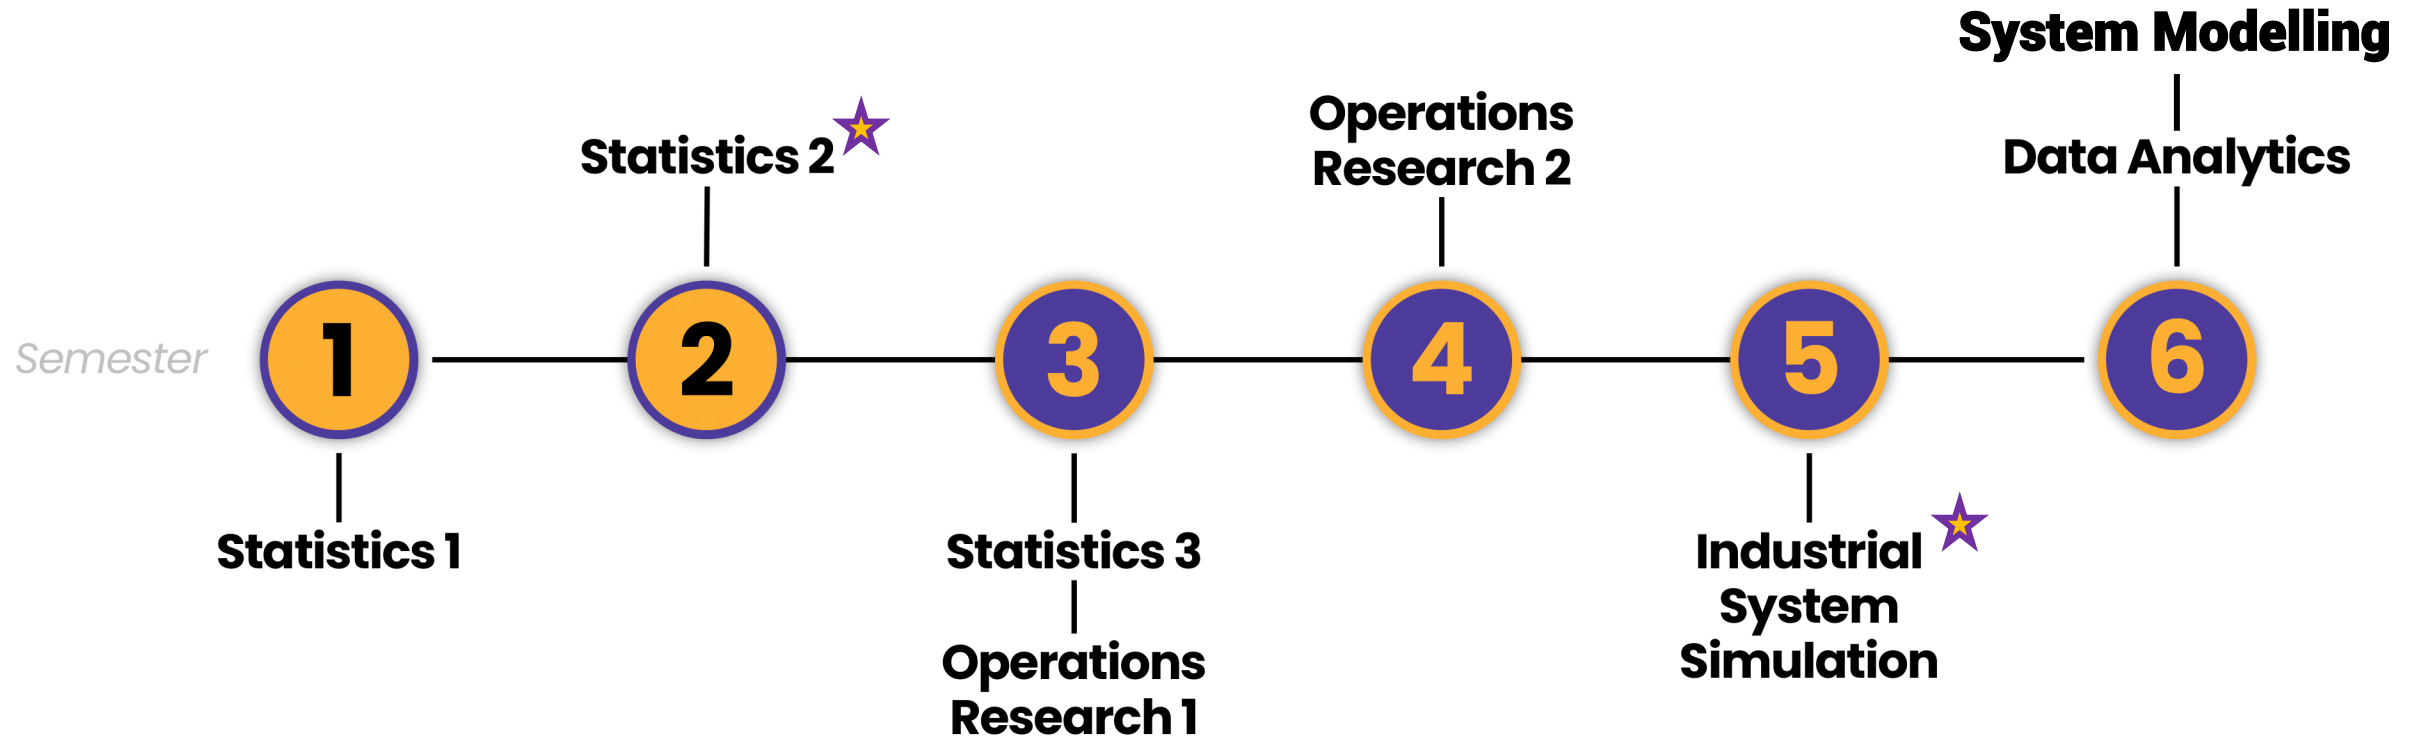 System Modelling
Data Analytics
Operations
Research 2
Statistics 2
Semester
1
2
3
4
5
6
Statistics 1
Statistics 3
Operations
Research 1
Industrial
System
Simulation